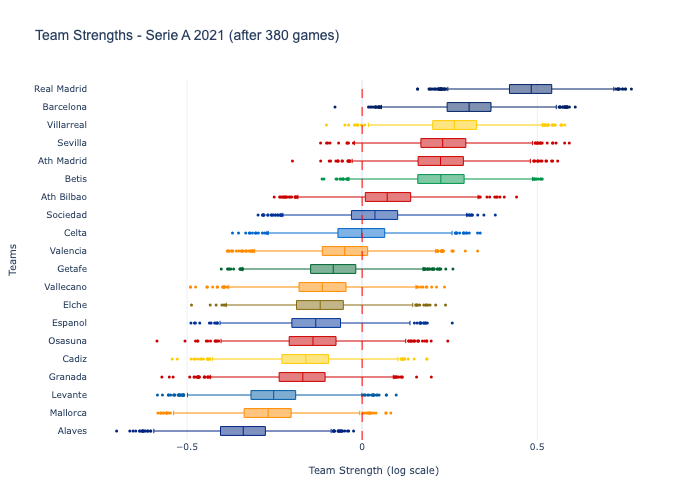 Team Strengths - Serie A 2021 (after 380 games)
Teams
Real Madrid
Barcelona
Villarreal
Sevilla
Ath Madrid
Betis
Ath Bilbao
Sociedad
Celta
Valencia
Getafe
Vallecano
Elche
Espanol
Osasuna
Cadiz
Granada
Levante
Mallorca
Alaves
−0.5 0 0.5
Team Strength (log scale)